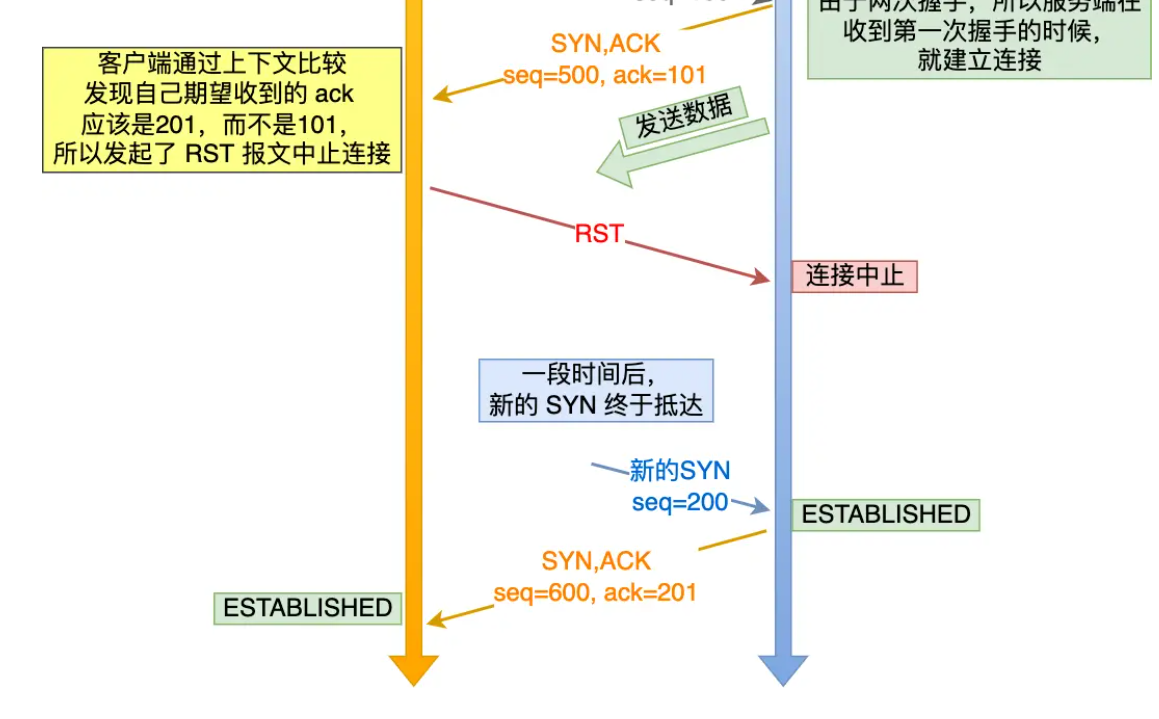 由于两次握手，所以服务端在
收到第一次握手的时候，
就建立连接
SYN,ACK
seq=500, ack=101
客户端通过上下文比较
发现自己期望收到的 ack
应该是201，而不是101，
所以发起了 RST 报文中止连接
发送数据
RST
连接中止
一段时间后，
新的 SYN 终于抵达
新的SYN
seq=200
ESTABLISHED
SYN,ACK
seq=600, ack=201
ESTABLISHED